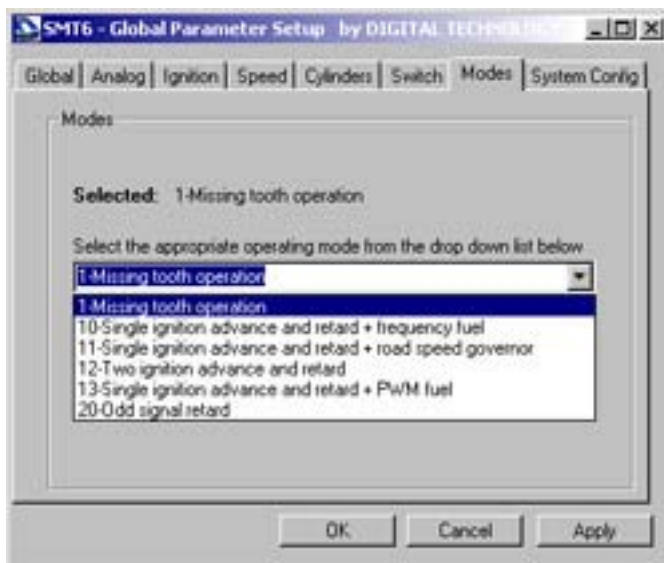 SMT6 - Global Parameter Setup by DIGITAL TECHNOLOGY
Global Analog Ignition Speed Cylinders Switch Modes System Config
Modes
Selected: 1-Missing tooth operation
Select the appropriate operating mode from the drop down list below
1-Missing tooth operation
1-Missing tooth operation
10-Single ignition advance and retard + frequency fuel
11-Single ignition advance and retard + road speed governor
12-Two ignition advance and retard
13-Single ignition advance and retard + PWM fuel
20-Odd signal retard
OK Cancel Apply